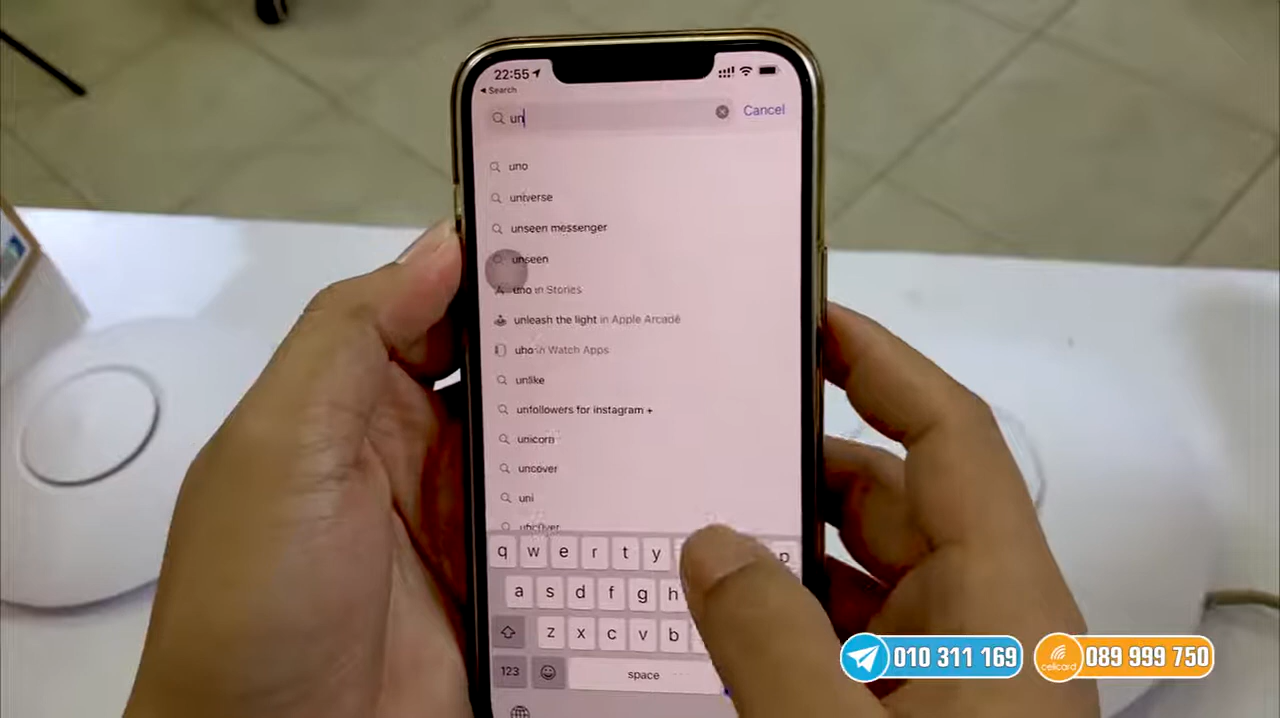 22:55
Search
un
Cancel
uno
universe
unseen messenger
unseen
uno in Stories
unleash the light in Apple Arcade
uno in Watch Apps
unlike
unfollowers for instagram +
unicorn
uncover
uni
q w e r t y p
a s d f g h
z x c v b
123 space
010 311 169
cellcard 089 999 750